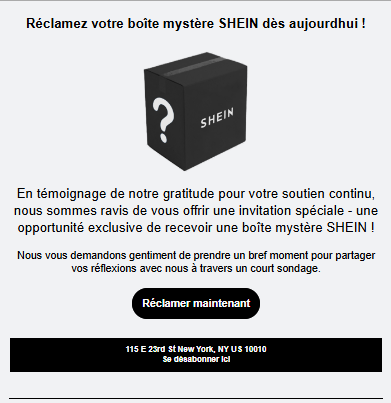 Réclamez votre boîte mystère SHEIN dès aujourdhui !
?
SHEIN
En témoignage de notre gratitude pour votre soutien continu,
nous sommes ravis de vous offrir une invitation spéciale - une
opportunité exclusive de recevoir une boîte mystère SHEIN !
Nous vous demandons gentiment de prendre un bref moment pour partager
vos réflexions avec nous à travers un court sondage.
Réclamer maintenant
115 E 23rd St New York, NY US 10010
Se désabonner ici